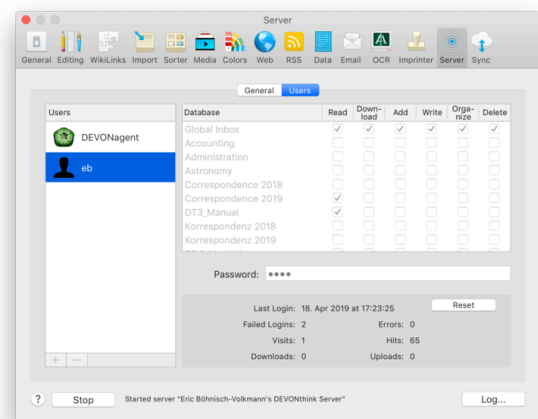 Server
General Editing WikiLinks Import Sorter Media Colors Web RSS Data Email OCR Imprinter Server Sync
General Users
Users
DEVONagent
eb
Database Read Down-load Add Write Orga-nize Delete
Global Inbox
Accounting
Administration
Astronomy
Correspondence 2018
Correspondence 2019
DT3_Manual
Korrespondenz 2018
Korrespondenz 2019
Password: ••••
Last Login: 18. Apr 2019 at 17:23:25 Reset
Failed Logins: 2 Errors: 0
Visits: 1 Hits: 65
Downloads: 0 Uploads: 0
? Stop Started server "Eric Böhnisch-Volkmann's DEVONthink Server" Log...